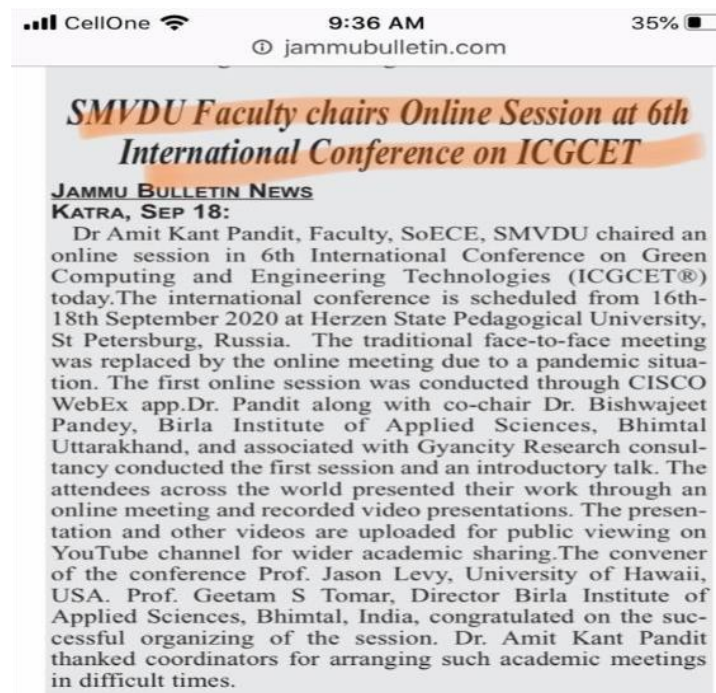 CellOne 9:36 AM 35%
jammubulletin.com
SMVDU Faculty chairs Online Session at 6th
International Conference on ICGCET
JAMMU BULLETIN NEWS
KATRA, SEP 18:
Dr Amit Kant Pandit, Faculty, SoECE, SMVDU chaired an
online session in 6th International Conference on Green
Computing and Engineering Technologies (ICGCET®)
today.The international conference is scheduled from 16th-
18th September 2020 at Herzen State Pedagogical University,
St Petersburg, Russia. The traditional face-to-face meeting
was replaced by the online meeting due to a pandemic situa-
tion. The first online session was conducted through CISCO
WebEx app.Dr. Pandit along with co-chair Dr. Bishwajeet
Pandey, Birla Institute of Applied Sciences, Bhimtal
Uttarakhand, and associated with Gyancity Research consul-
tancy conducted the first session and an introductory talk. The
attendees across the world presented their work through an
online meeting and recorded video presentations. The presen-
tation and other videos are uploaded for public viewing on
YouTube channel for wider academic sharing.The convener
of the conference Prof. Jason Levy, University of Hawaii,
USA. Prof. Geetam S Tomar, Director Birla Institute of
Applied Sciences, Bhimtal, India, congratulated on the suc-
cessful organizing of the session. Dr. Amit Kant Pandit
thanked coordinators for arranging such academic meetings
in difficult times.